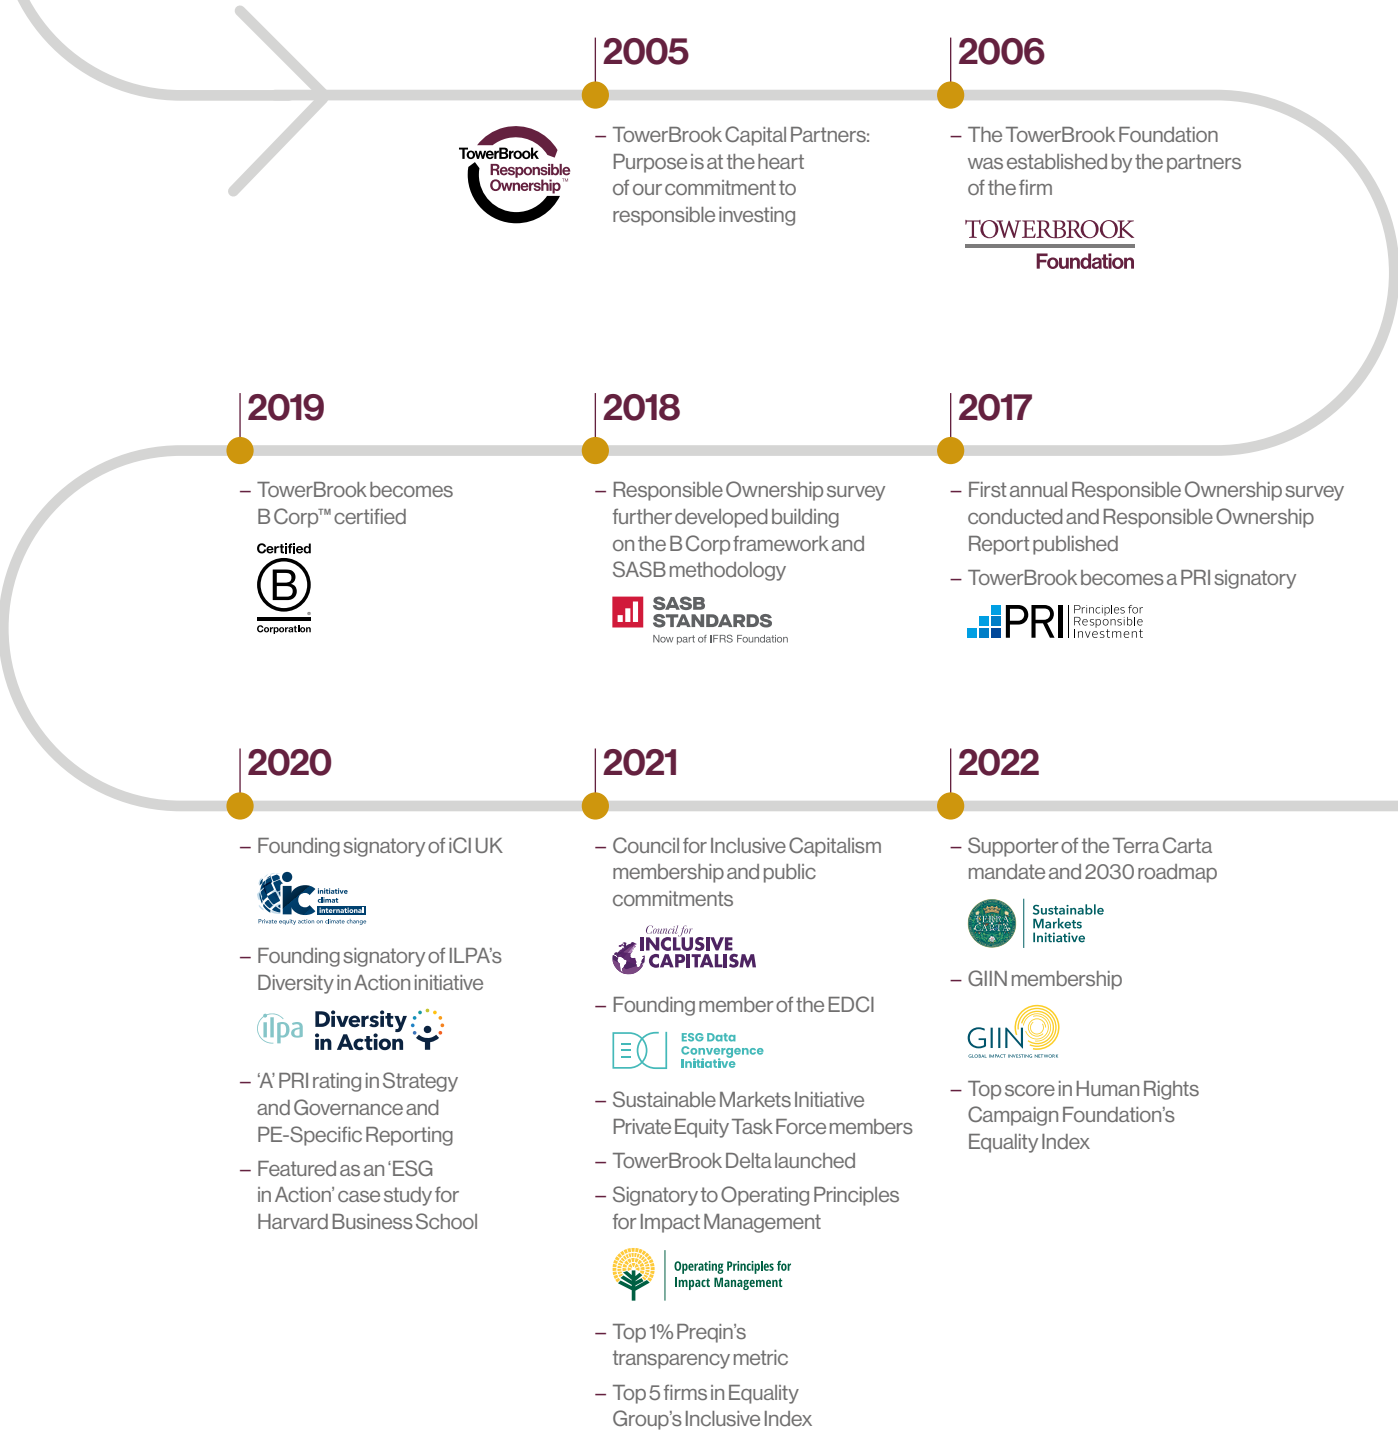 2005
TowerBrook
Responsible
Ownership™
– TowerBrook Capital Partners:
Purpose is at the heart
of our commitment to
responsible investing
2006
– The TowerBrook Foundation
was established by the partners
of the firm
TOWERBROOK
Foundation
2017
– First annual Responsible Ownership survey
conducted and Responsible Ownership
Report published
– TowerBrook becomes a PRI signatory
PRI
Principles for
Responsible
Investment
2018
– Responsible Ownership survey
further developed building
on the B Corp framework and
SASB methodology
SASB
STANDARDS
Now part of IFRS Foundation
2019
– TowerBrook becomes
B Corp™ certified
Certified
B
®
Corporation
2020
– Founding signatory of iCI UK
iC
initiative
climat
international
Private equity action on climate change
– Founding signatory of ILPA’s
Diversity in Action initiative
ilpa
Diversity
in Action
– ‘A’ PRI rating in Strategy
and Governance and
PE-Specific Reporting
– Featured as an ‘ESG
in Action’ case study for
Harvard Business School
2021
– Council for Inclusive Capitalism
membership and public
commitments
Council for
INCLUSIVE
CAPITALISM
– Founding member of the EDCI
ESG Data
Convergence
Initiative
– Sustainable Markets Initiative
Private Equity Task Force members
– TowerBrook Delta launched
– Signatory to Operating Principles
for Impact Management
Operating Principles for
Impact Management
– Top 1% Preqin’s
transparency metric
– Top 5 firms in Equality
Group’s Inclusive Index
2022
– Supporter of the Terra Carta
mandate and 2030 roadmap
TERRA
CARTA
Sustainable
Markets
Initiative
– GIIN membership
GIIN
GLOBAL IMPACT INVESTING NETWORK
– Top score in Human Rights
Campaign Foundation’s
Equality Index